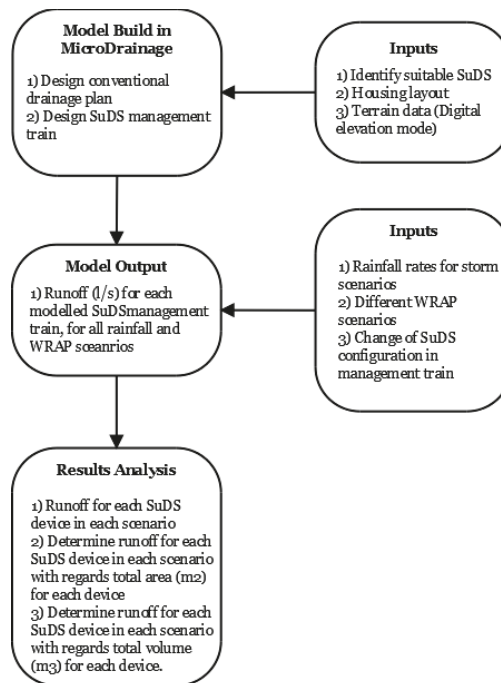 Model Build in
MicroDrainage
1) Design conventional
drainage plan
2) Design SuDS management
train
Inputs
1) Identify suitable SuDS
2) Housing layout
3) Terrain data (Digital
elevation mode)
Model Output
1) Runoff (l/s) for each
modelled SuDSmanagement
train, for all rainfall and
WRAP sceanrios
Inputs
1) Rainfall rates for storm
scenarios
2) Different WRAP
scenarios
3) Change of SuDS
configuration in
management train
Results Analysis
1) Runoff for each SuDS
device in each scenario
2) Determine runoff for each
SuDS device in each scenario
with regards total area (m2)
for each device
3) Determine runoff for each
SuDS device in each scenario
with regards total volume
(m3) for each device.